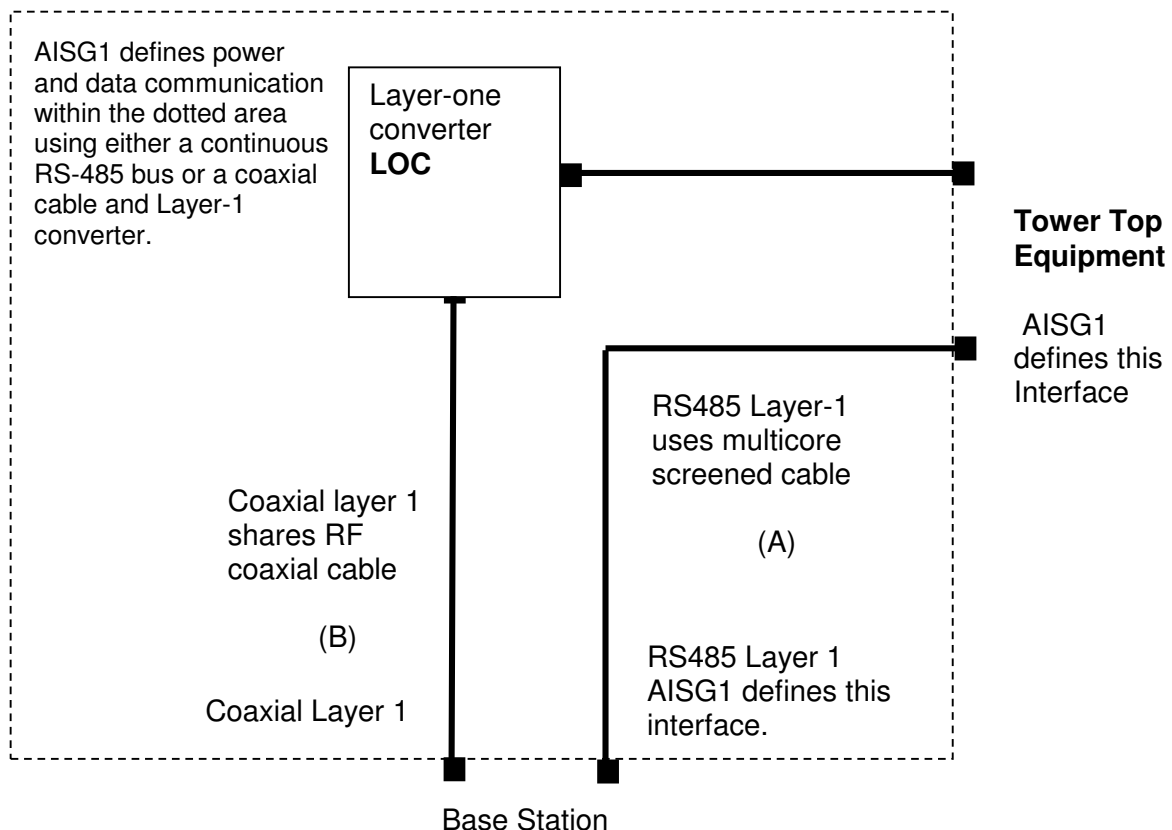 AISG1 defines power
and data communication
within the dotted area
using either a continuous
RS-485 bus or a coaxial
cable and Layer-1
converter.
Layer-one
converter
LOC
Tower Top
Equipment
AISG1
defines this
Interface
RS485 Layer-1
uses multicore
screened cable
(A)
Coaxial layer 1
shares RF
coaxial cable
(B)
Coaxial Layer 1
RS485 Layer 1
AISG1 defines this
interface.
Base Station